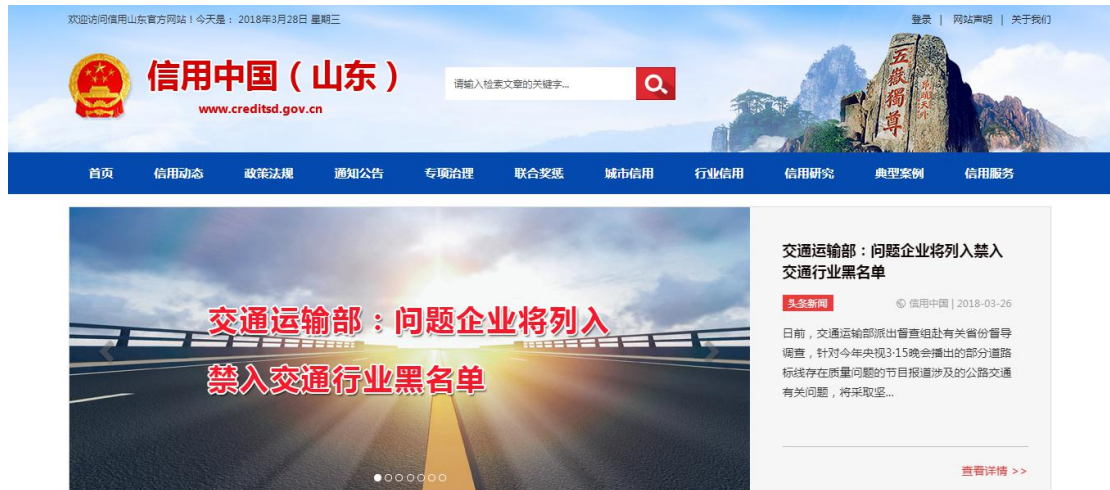 欢迎访问信用山东官方网站！今天是： 2018年3月28日 星期三
登录 | 网站声明 | 关于我们
信用中国（山东）
www.creditsd.gov.cn
请输入检索文章的关键字...
五嶽獨尊
昂頭天外
首页 信用动态 政策法规 通知公告 专项治理 联合奖惩 城市信用 行业信用 信用研究 典型案例 信用服务
交通运输部：问题企业将列入
禁入交通行业黑名单
交通运输部：问题企业将列入禁入
交通行业黑名单
头条新闻
信用中国 | 2018-03-26
日前，交通运输部派出督查组赴有关省份督导
调查，针对今年央视3·15晚会播出的部分道路
标线存在质量问题的节目报道涉及的公路交通
有关问题，将采取坚...
查看详情 >>